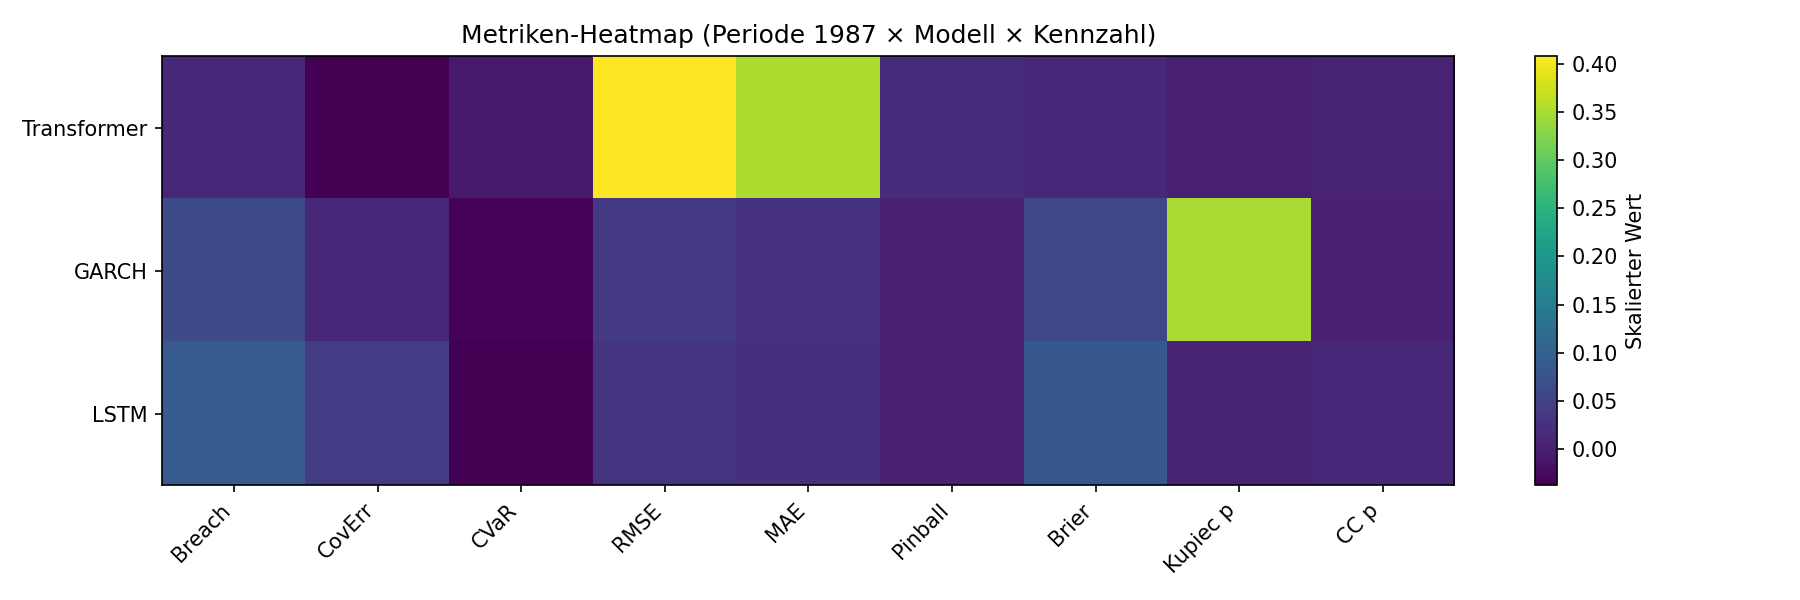 Metriken-Heatmap (Periode 1987 × Modell × Kennzahl)
Transformer
GARCH
LSTM
Breach
CovErr
CVaR
RMSE
MAE
Pinball
Brier
Kupiec p
CC p
0.40
0.35
0.30
0.25
0.20
0.15
0.10
0.05
0.00
Skalierter Wert